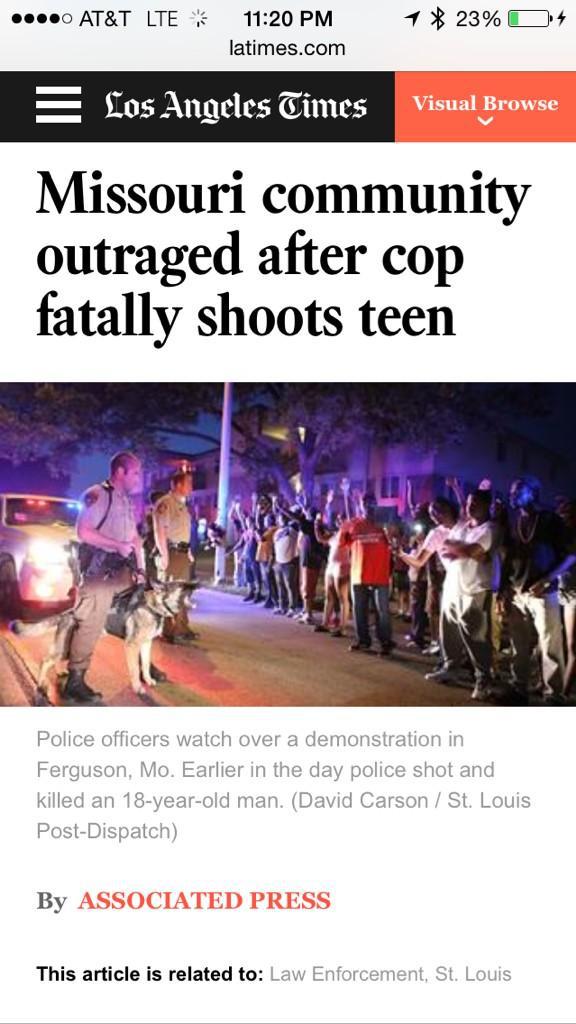 AT&T LTE 11:20 PM 23%
latimes.com
Los Angeles Times Visual Browse
Missouri community
outraged after cop
fatally shoots teen
Police officers watch over a demonstration in
Ferguson, Mo. Earlier in the day police shot and
killed an 18-year-old man. (David Carson / St. Louis
Post-Dispatch)
By ASSOCIATED PRESS
This article is related to: Law Enforcement, St. Louis